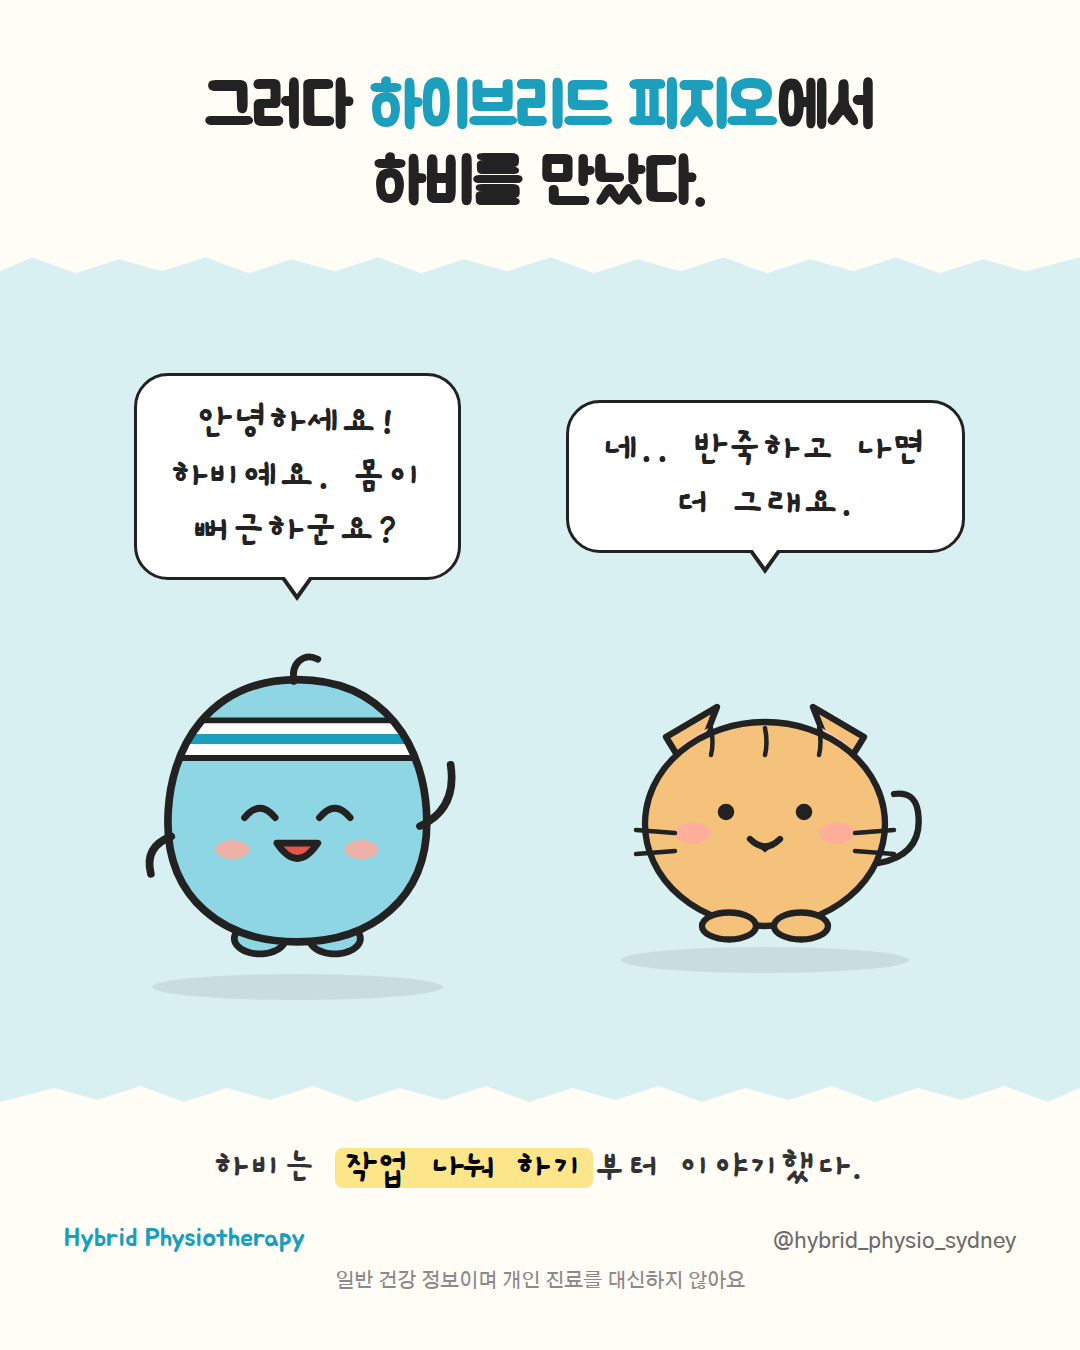 그러다 하이브리드 피지오에서
하비를 만났다.
안녕하세요!
하비예요. 몸이
뻐근하군요?
네.. 반죽하고 나면
더 그래요.
하비는 작업 나눠 하기부터 이야기했다.
Hybrid Physiotherapy
@hybrid_physio_sydney
일반 건강 정보이며 개인 진료를 대신하지 않아요